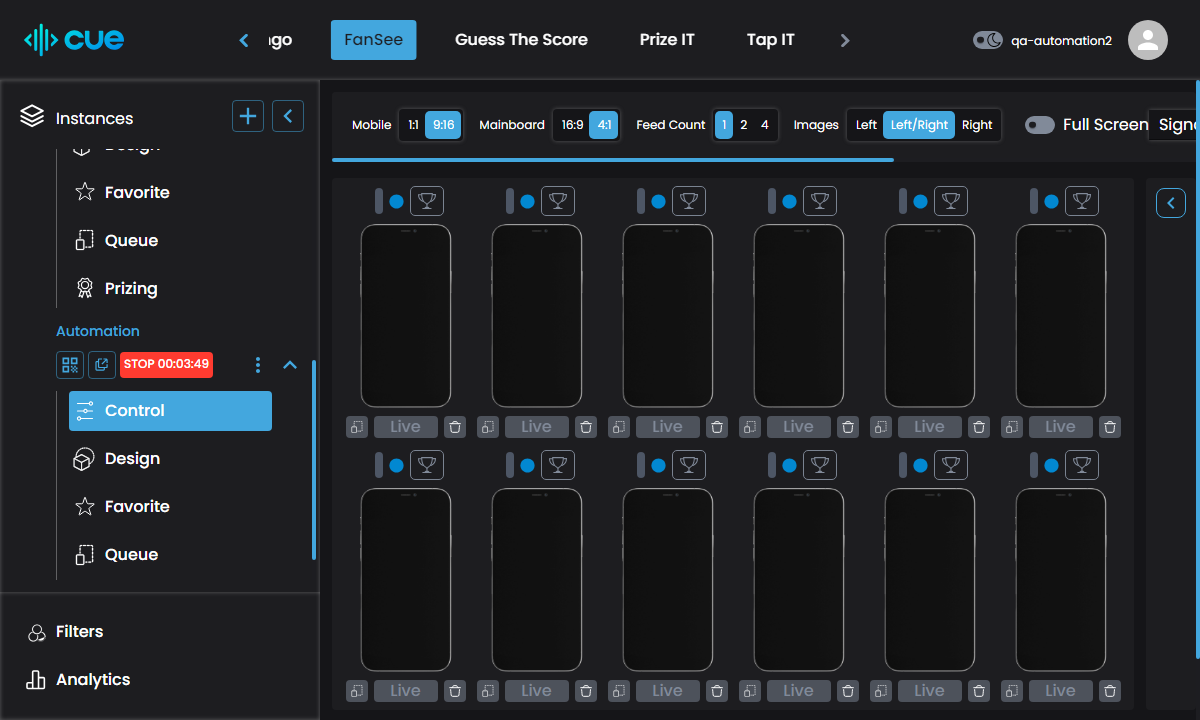 cue
FanSee
Guess The Score
Prize IT
Tap IT
qa-automation2
Instances
Favorite
Queue
Prizing
Automation
STOP 00:03:49
Control
Design
Favorite
Queue
Filters
Analytics
Mobile 1:1 9:16 Mainboard 16:9 4:1 Feed Count 1 2 4 Images Left Left/Right Right Full Screen
Live Live Live Live Live Live
Live Live Live Live Live Live